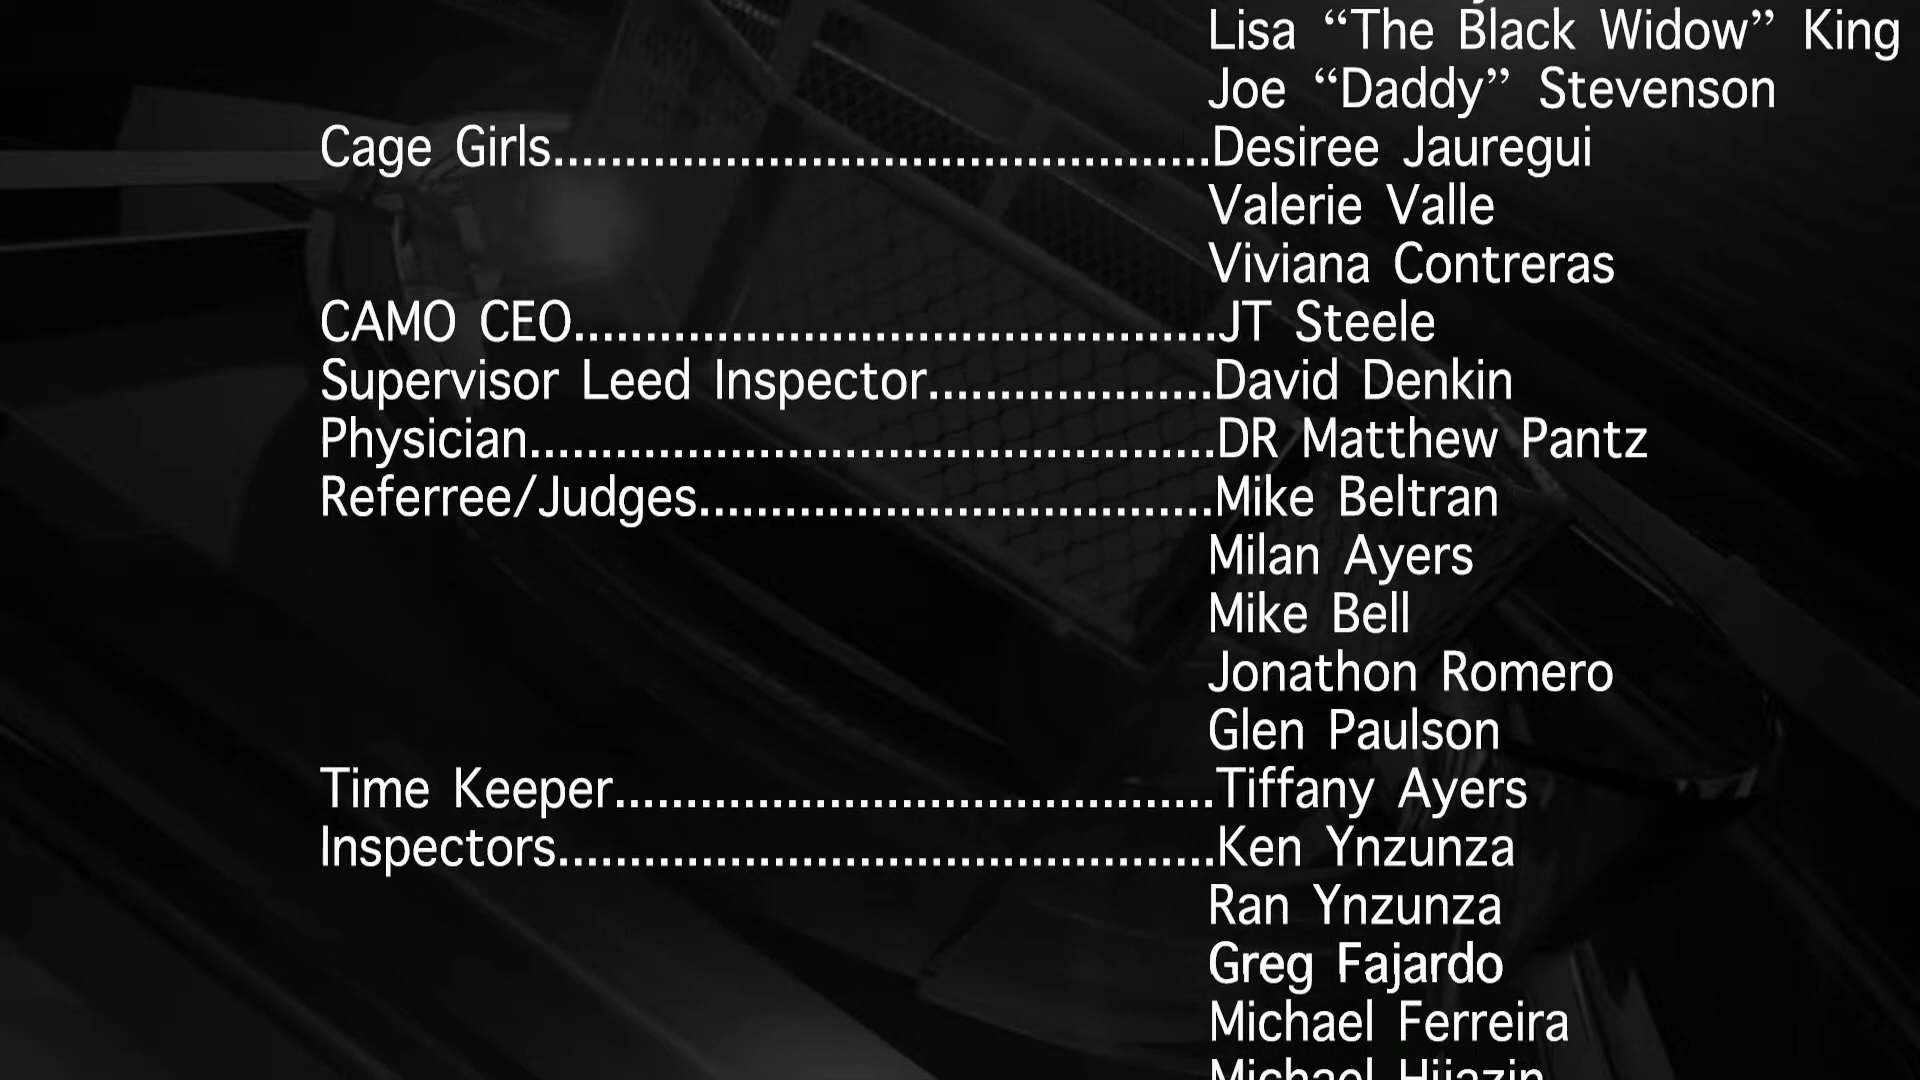 Lisa “The Black Widow” King
Joe “Daddy” Stevenson
Cage Girls..............................................Desiree Jauregui
Valerie Valle
Viviana Contreras
CAMO CEO.............................................JT Steele
Supervisor Leed Inspector....................David Denkin
Physician................................................DR Matthew Pantz
Referree/Judges....................................Mike Beltran
Milan Ayers
Mike Bell
Jonathon Romero
Glen Paulson
Time Keeper..........................................Tiffany Ayers
Inspectors..............................................Ken Ynzunza
Ran Ynzunza
Greg Fajardo
Michael Ferreira
Michael Hijazin